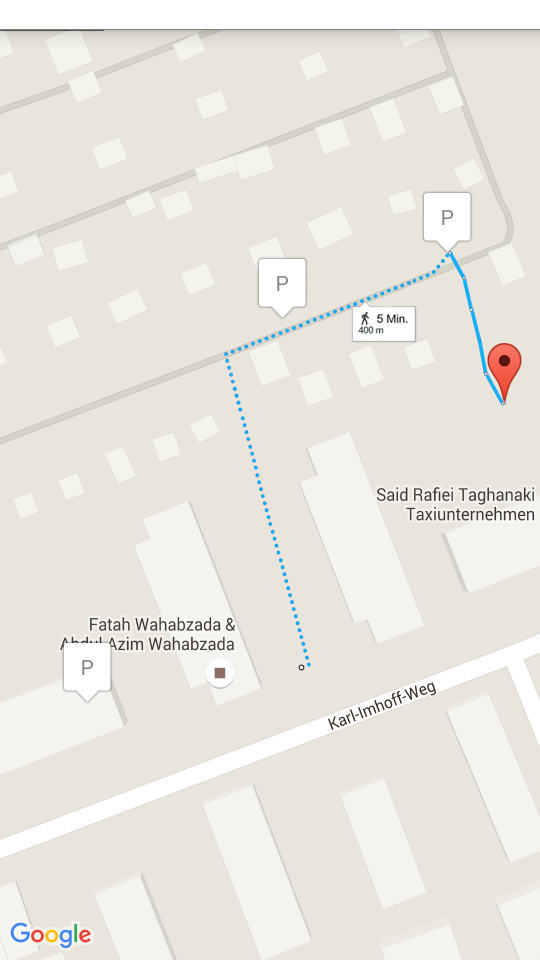 P
P
5 Min.
400 m
Said Rafiei Taghanaki
Taxiunternehmen
Fatah Wahabzada &
Abdul Azim Wahabzada
P
Karl-Imhoff-Weg
Google